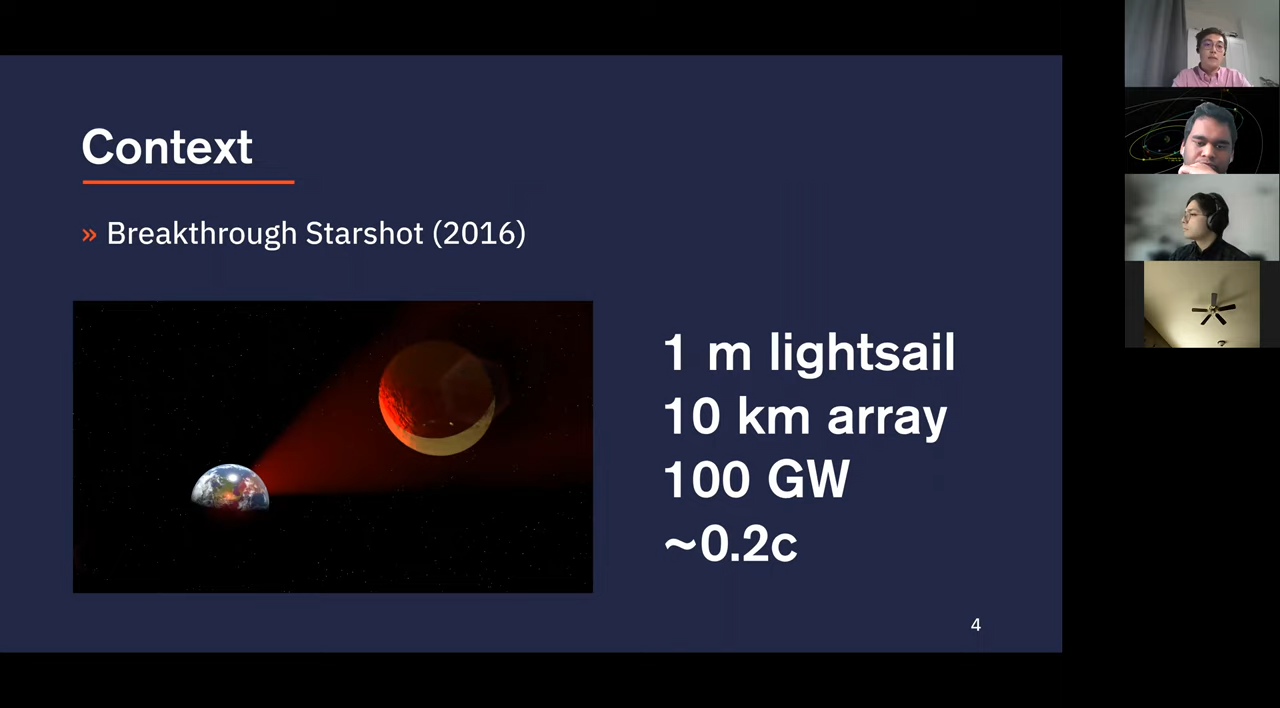 Context
» Breakthrough Starshot (2016)
1 m lightsail
10 km array
100 GW
~0.2c
4